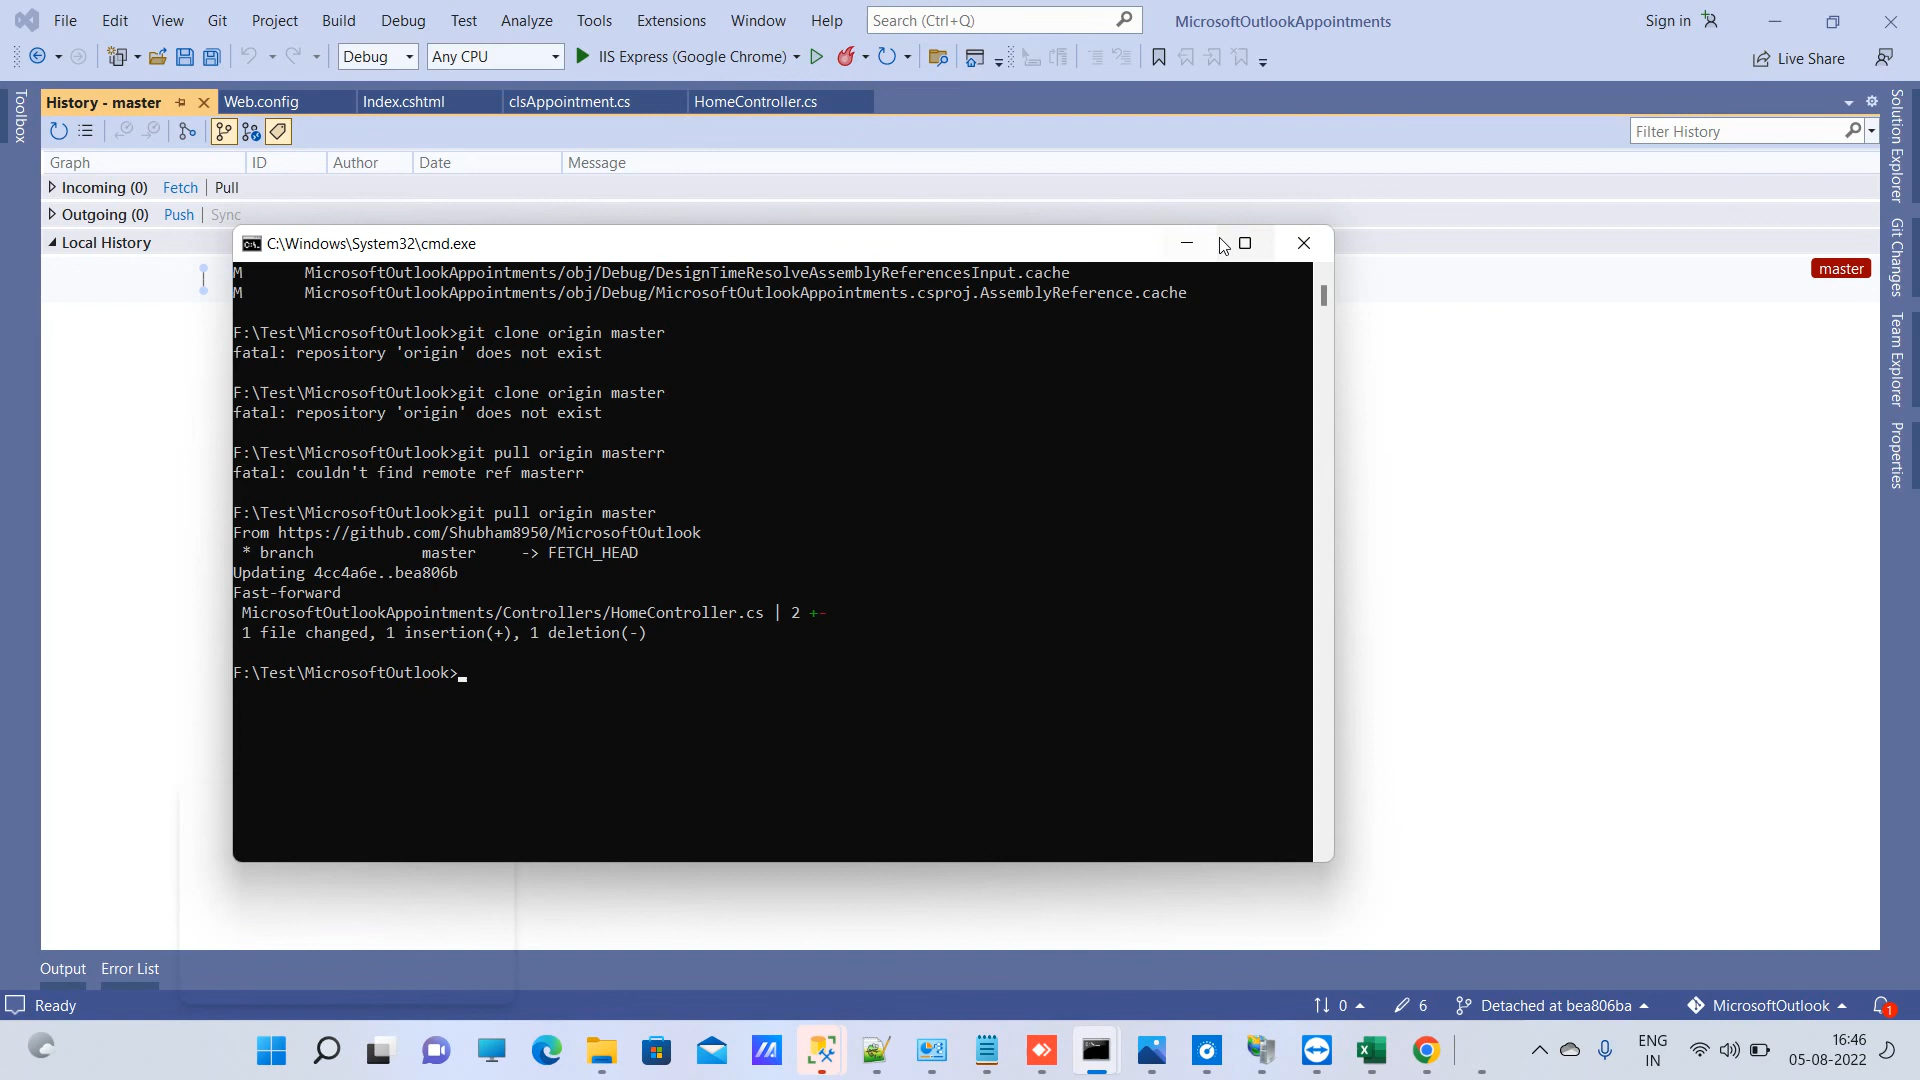 File Edit View Git Project Build Debug Test Analyze Tools Extensions Window Help Search (Ctrl+Q) MicrosoftOutlookAppointments Sign in
Debug Any CPU IIS Express (Google Chrome) Live Share
Toolbox
History - master Web.config Index.cshtml clsAppointment.cs HomeController.cs
Filter History
Graph ID Author Date Message
Incoming (0) Fetch | Pull
Outgoing (0) Push | Sync
Local History
master
Solution Explorer
Git Changes
Team Explorer
Properties
C:\Windows\System32\cmd.exe
M MicrosoftOutlookAppointments/obj/Debug/DesignTimeResolveAssemblyReferencesInput.cache
M MicrosoftOutlookAppointments/obj/Debug/MicrosoftOutlookAppointments.csproj.AssemblyReference.cache
F:\Test\MicrosoftOutlook>git clone origin master
fatal: repository 'origin' does not exist
F:\Test\MicrosoftOutlook>git clone origin master
fatal: repository 'origin' does not exist
F:\Test\MicrosoftOutlook>git pull origin masterr
fatal: couldn't find remote ref masterr
F:\Test\MicrosoftOutlook>git pull origin master
From https://github.com/Shubham8950/MicrosoftOutlook
* branch master -> FETCH_HEAD
Updating 4cc4a6e..bea806b
Fast-forward
MicrosoftOutlookAppointments/Controllers/HomeController.cs | 2 +-
1 file changed, 1 insertion(+), 1 deletion(-)
F:\Test\MicrosoftOutlook>
Output Error List
Ready 0 6 Detached at bea806ba MicrosoftOutlook 1
ENG
IN
16:46
05-08-2022